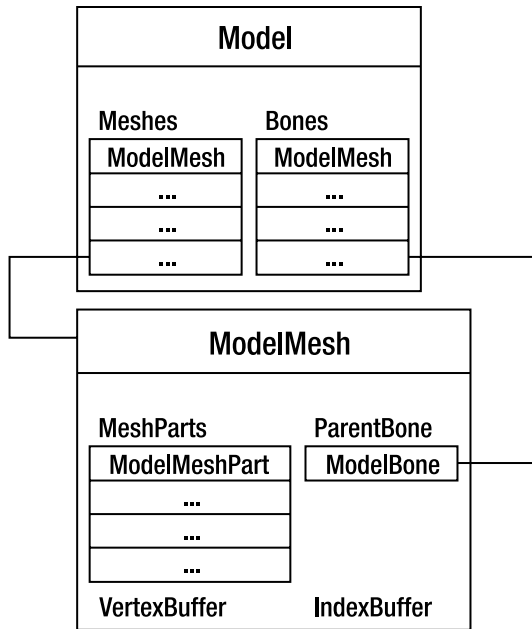 Model
Meshes Bones
ModelMesh ModelMesh
... ...
... ...
... ...
ModelMesh
MeshParts ParentBone
ModelMeshPart ModelBone
...
...
...
VertexBuffer IndexBuffer